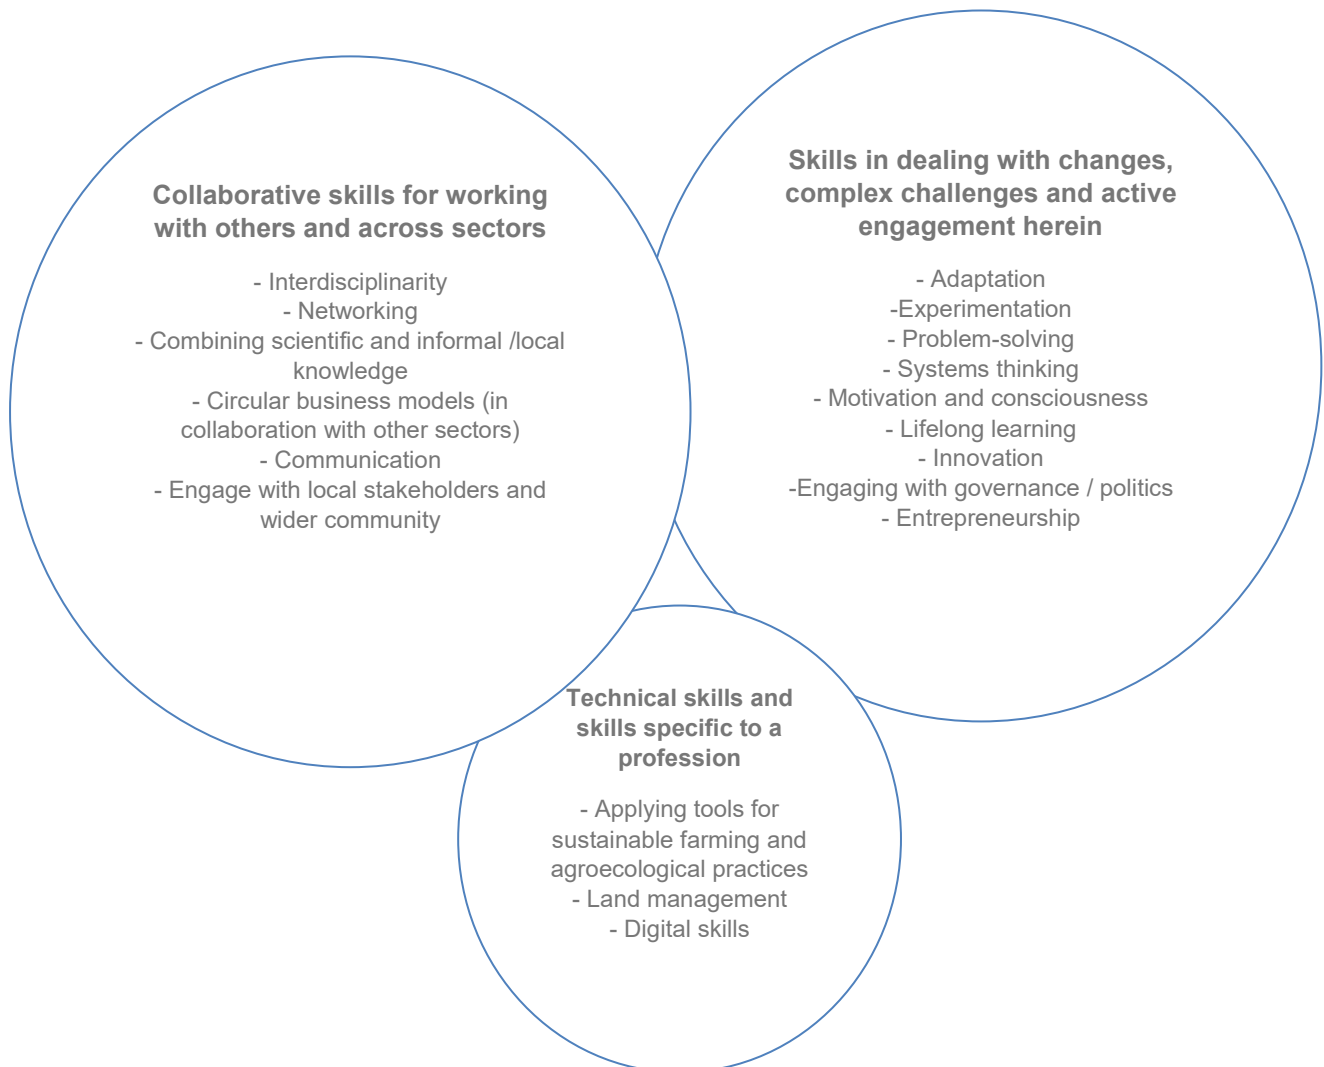 Collaborative skills for working
with others and across sectors
- Interdisciplinarity
- Networking
- Combining scientific and informal /local
knowledge
- Circular business models (in
collaboration with other sectors)
- Communication
- Engage with local stakeholders and
wider community
Skills in dealing with changes,
complex challenges and active
engagement herein
- Adaptation
-Experimentation
- Problem-solving
- Systems thinking
- Motivation and consciousness
- Lifelong learning
- Innovation
-Engaging with governance / politics
- Entrepreneurship
Technical skills and
skills specific to a
profession
- Applying tools for
sustainable farming and
agroecological practices
- Land management
- Digital skills